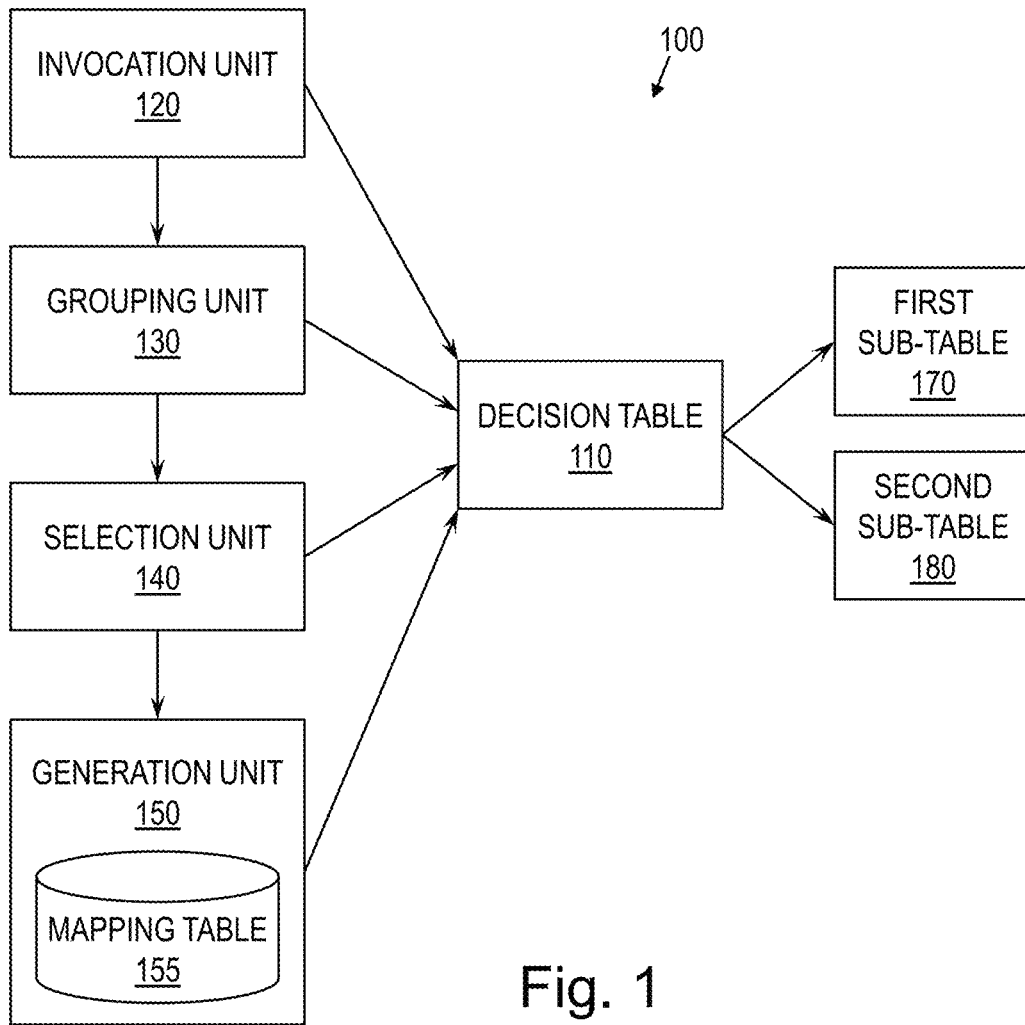 100
INVOCATION UNIT
120
GROUPING UNIT
130
SELECTION UNIT
140
GENERATION UNIT
150
MAPPING TABLE
155
DECISION TABLE
110
FIRST
SUB-TABLE
170
SECOND
SUB-TABLE
180
Fig. 1